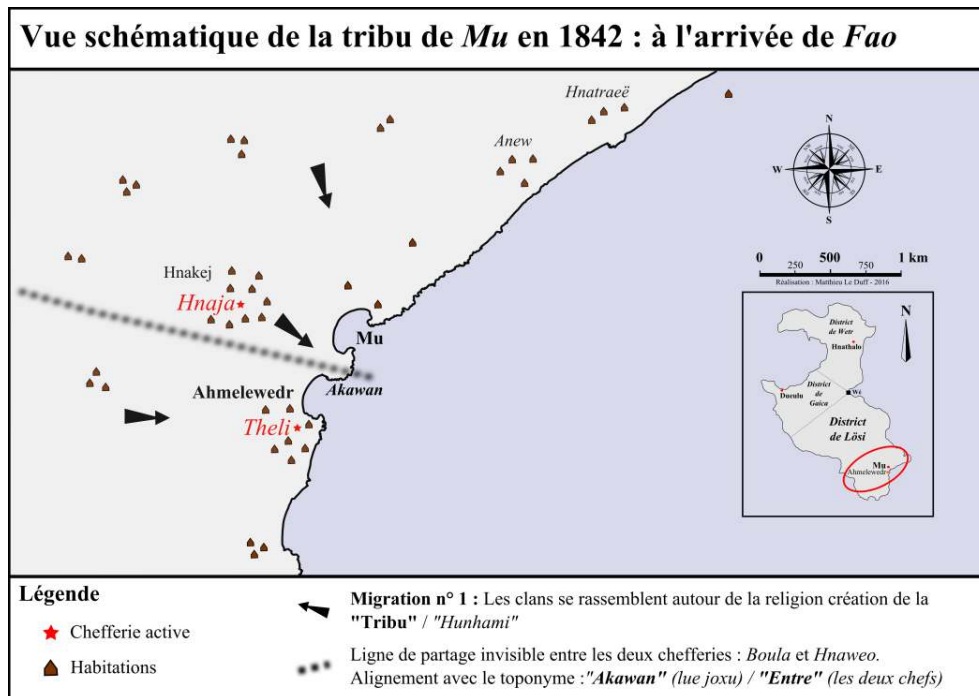 Vue schématique de la tribu de Mu en 1842 : à l'arrivée de Fao
Hnatraeë
Anew
N
W
E
S
Hnakej
Hnaja
0 500 1 km
250 750
Réalisation : Matthieu Le Duff - 2016
Mu
Akawan
Ahmelewedr
Theli
N
District
de Wetr
Hnathalo
Dueulu
District
de
Gaica
Wé
District
de Lösi
Mu
Ahmelewedr
Légende
Chefferie active
Habitations
Migration n° 1 : Les clans se rassemblent autour de la religion création de la
"Tribu" / "Hunhami"
Ligne de partage invisible entre les deux chefferies : Boula et Hnaweo.
Alignement avec le toponyme :"Akawan" (lue joxu) / "Entre" (les deux chefs)